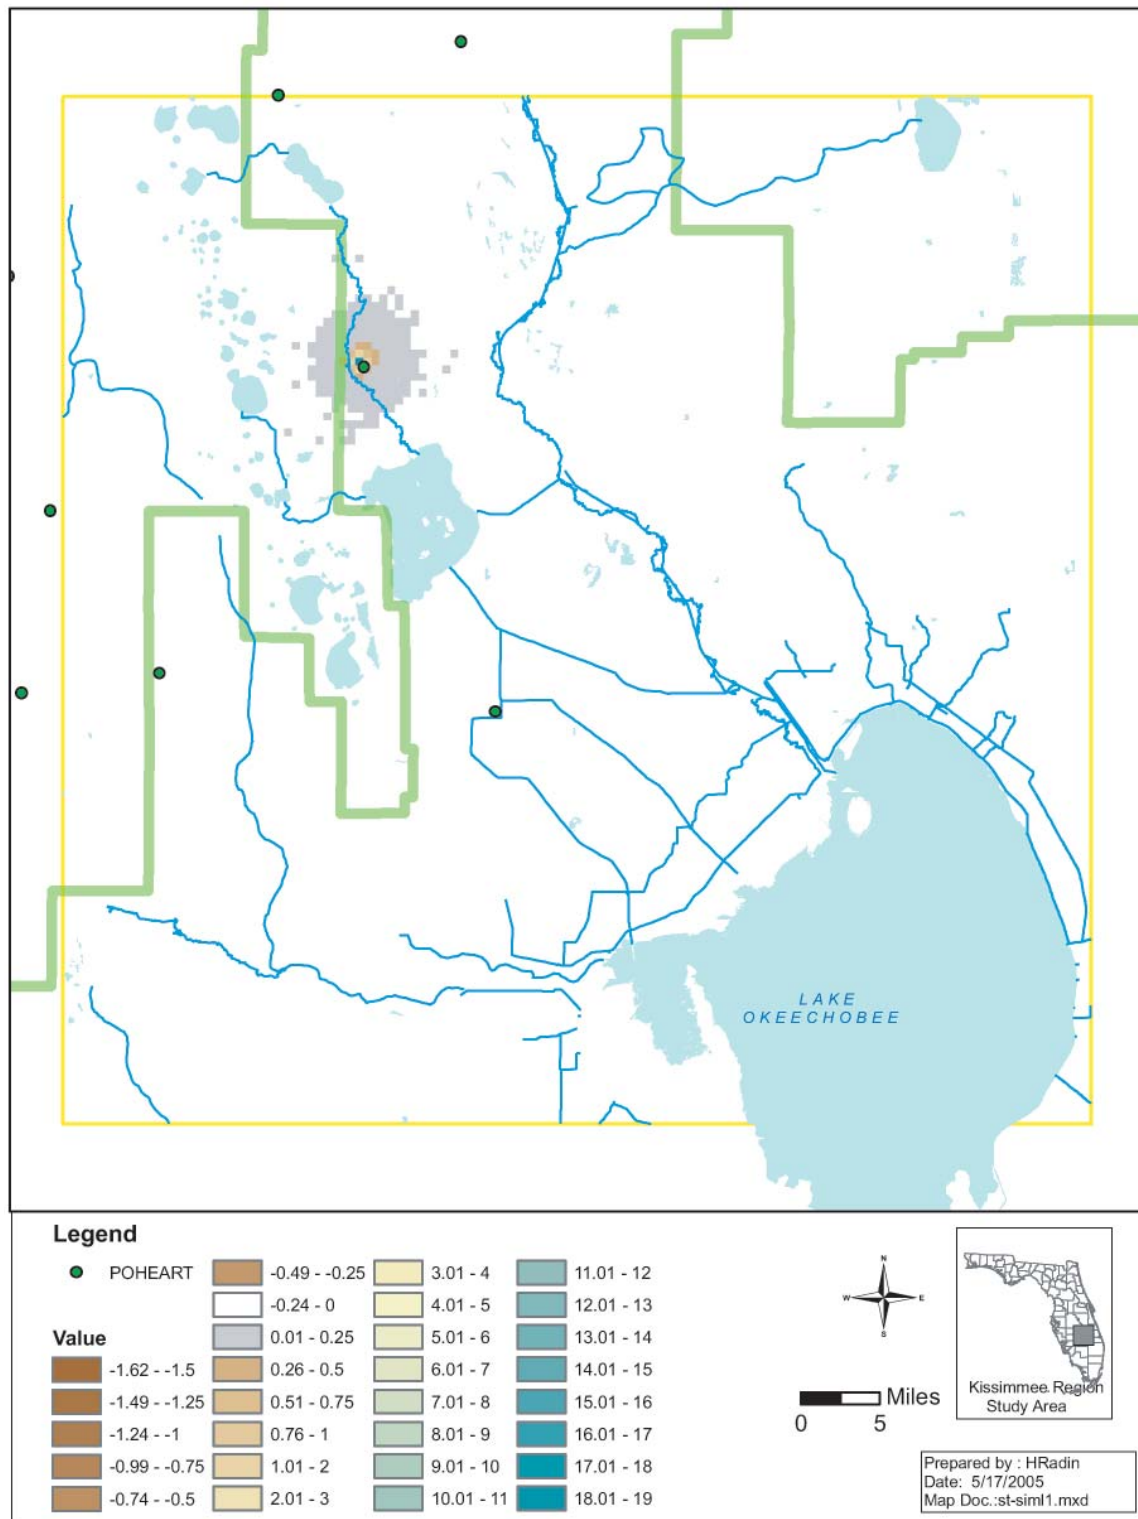 LAKE
OKEECHOBEE
Legend
POHEART
Value
-1.62 - -1.5
-1.49 - -1.25
-1.24 - -1
-0.99 - -0.75
-0.74 - -0.5
-0.49 - -0.25
-0.24 - 0
0.01 - 0.25
0.26 - 0.5
0.51 - 0.75
0.76 - 1
1.01 - 2
2.01 - 3
3.01 - 4
4.01 - 5
5.01 - 6
6.01 - 7
7.01 - 8
8.01 - 9
9.01 - 10
10.01 - 11
11.01 - 12
12.01 - 13
13.01 - 14
14.01 - 15
15.01 - 16
16.01 - 17
17.01 - 18
18.01 - 19
N
W E
S
Miles
0 5
Kissimmee Region
Study Area
Prepared by : HRadin
Date: 5/17/2005
Map Doc.:st-siml1.mxd